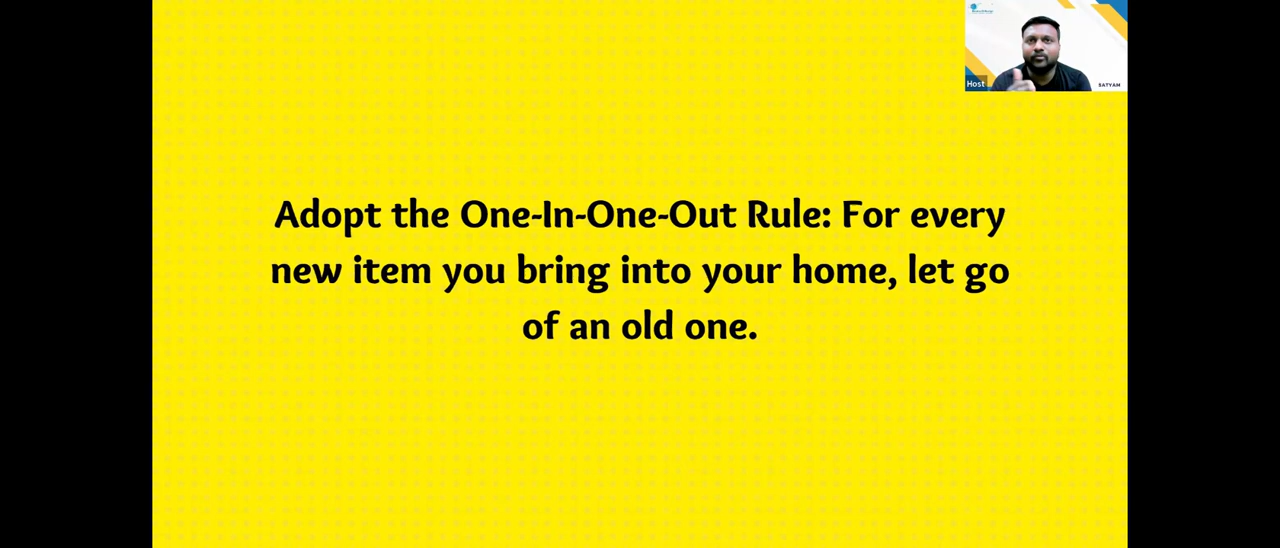 Host
SATYAM
Adopt the One-In-One-Out Rule: For every
new item you bring into your home, let go
of an old one.